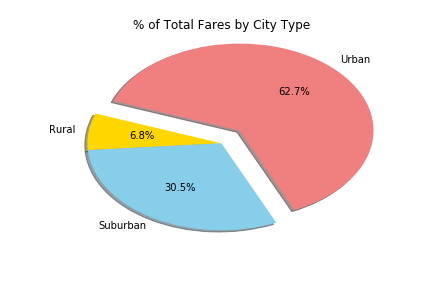 % of Total Fares by City Type
Urban
62.7%
Rural
6.8%
30.5%
Suburban